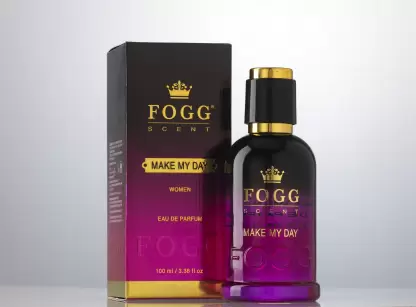 FOGG®
SCENT
MAKE MY DAY
WOMEN
EAU DE PARFUM
FOGG
100 ml / 3.38 fl oz
FOGG
SCENT
MAKE MY DAY
FOGG